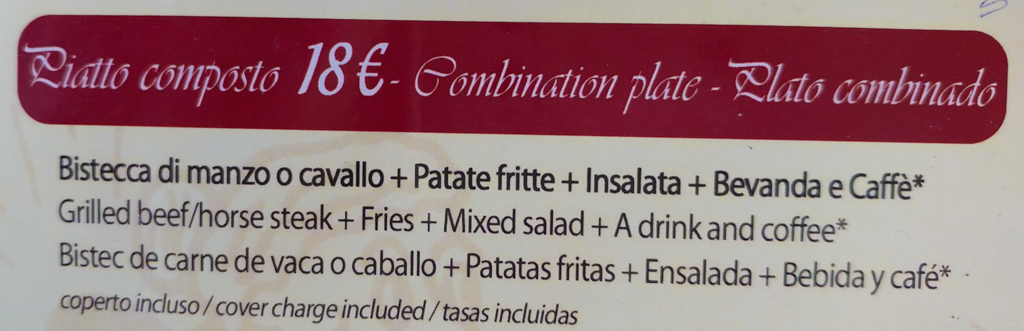 Piatto composto 18€ - Combination plate - Plato combinado
Bistecca di manzo o cavallo + Patate fritte + Insalata + Bevanda e Caffè*
Grilled beef/horse steak + Fries + Mixed salad + A drink and coffee*
Bistec de carne de vaca o caballo + Patatas fritas + Ensalada + Bebida y café*
coperto incluso / cover charge included / tasas incluidas